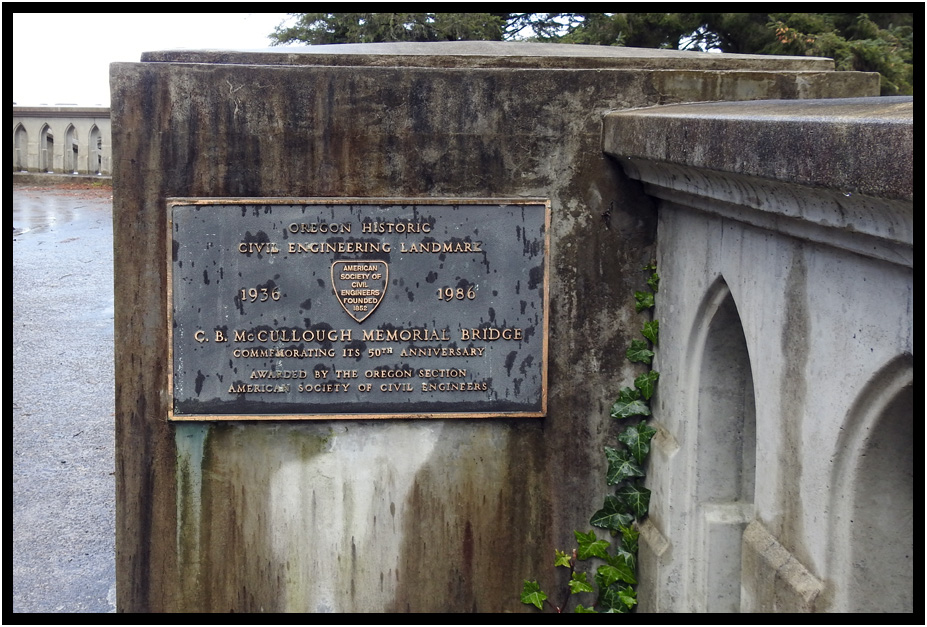 OREGON HISTORIC
CIVIL ENGINEERING LANDMARK
AMERICAN
SOCIETY OF
CIVIL
ENGINEERS
FOUNDED
1852
1936
1986
C. B. MCCULLOUGH MEMORIAL BRIDGE
COMMEMORATING ITS 50TH ANNIVERSARY
AWARDED BY THE OREGON SECTION
AMERICAN SOCIETY OF CIVIL ENGINEERS